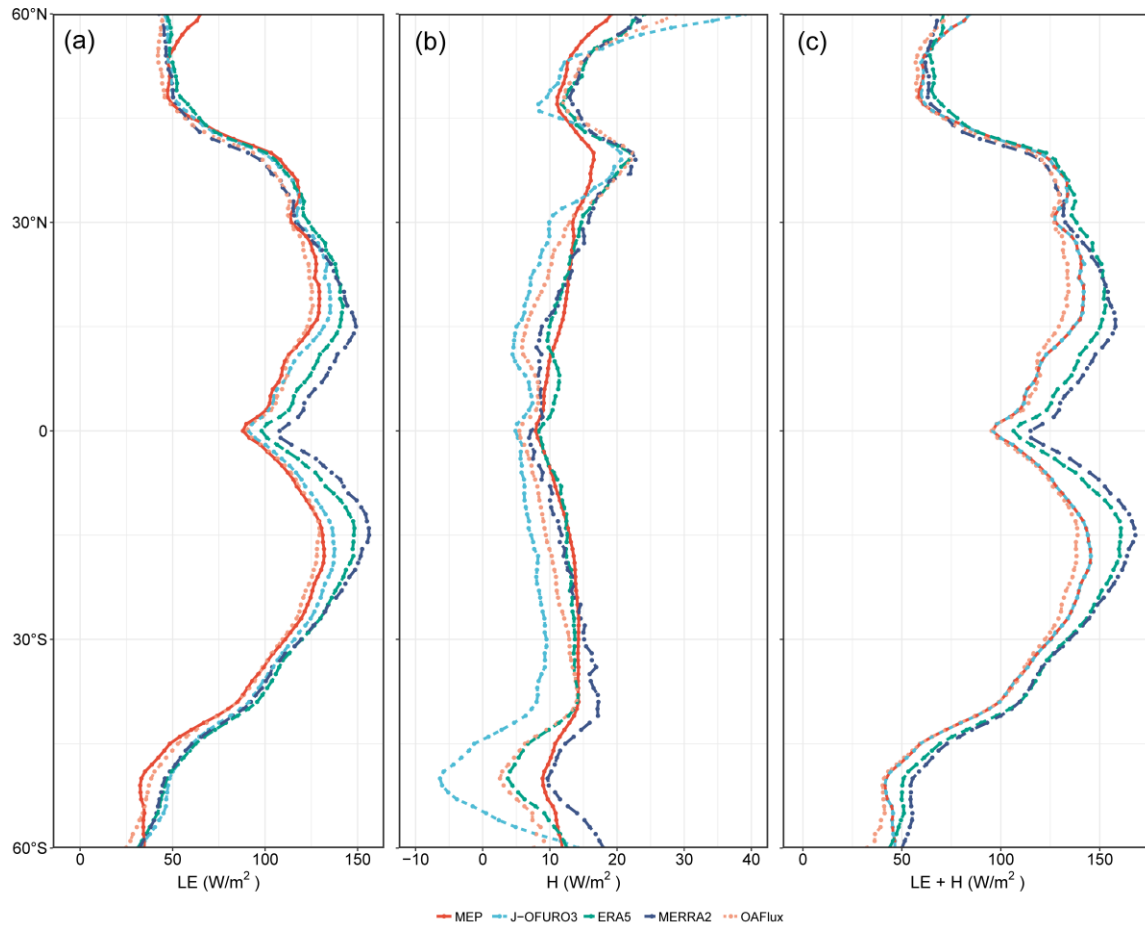 60°N
30°N
0
30°S
60°S
(a)
(b)
(c)
0 50 100 150
−10 0 10 20 30 40
0 50 100 150
LE (W/m²)
H (W/m²)
LE + H (W/m²)
MEP J−OFURO3 ERA5 MERRA2 OAFlux